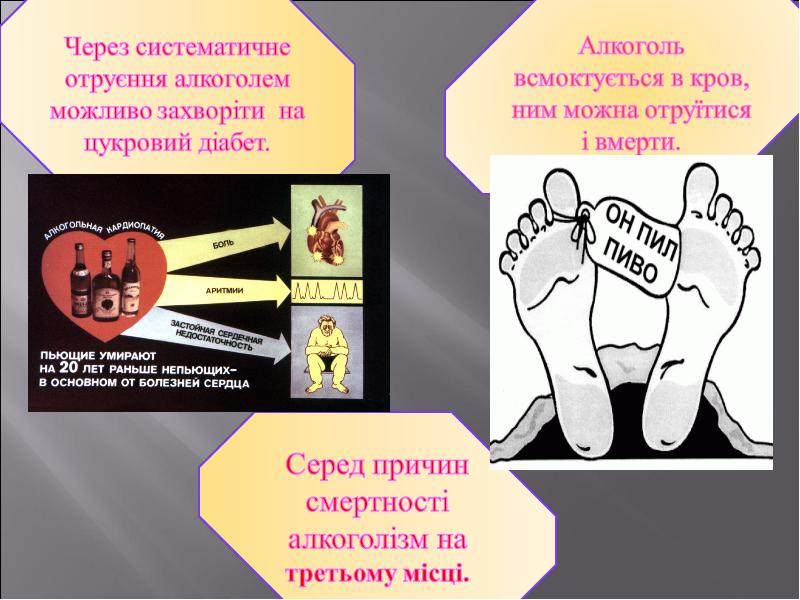 Через систематичне
отруєння алкоголем
можливо захворіти на
цукровий діабет.
Алкоголь
всмоктується в кров,
ним можна отруїтися
і вмерти.
АЛКОГОЛЬНАЯ КАРДИОПАТИЯ
БОЛЬ
АРИТМИИ
ЗАСТОЙНАЯ СЕРДЕЧНАЯ
НЕДОСТАТОЧНОСТЬ
ПЬЮЩИЕ УМИРАЮТ
НА 20 ЛЕТ РАНЬШЕ НЕПЬЮЩИХ–
В ОСНОВНОМ ОТ БОЛЕЗНЕЙ СЕРДЦА
ОН ПИЛ
ПИВО
Серед причин
смертності
алкоголізм на
третьому місці.